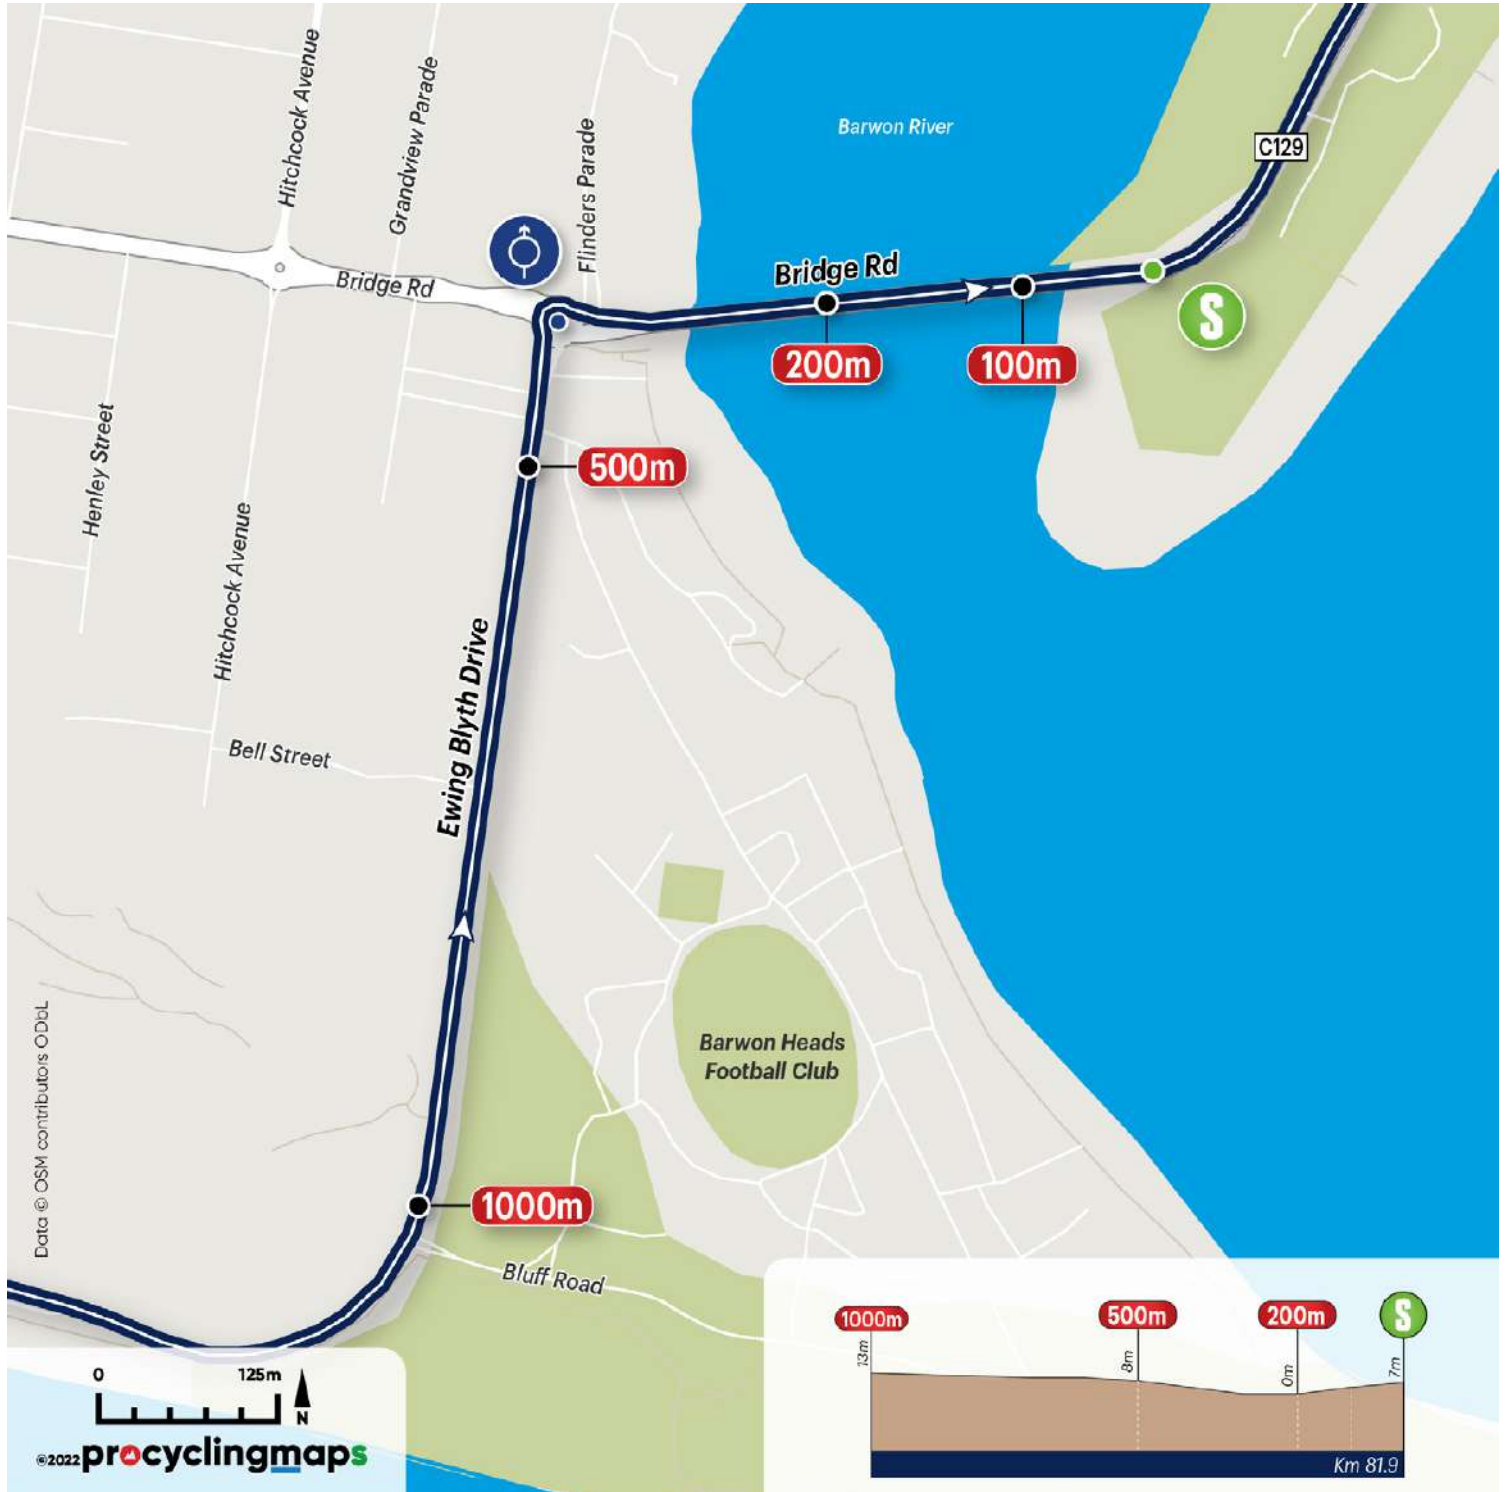 Hitchcock Avenue
Grandview Parade
Flinders Parade
Barwon River
C129
Bridge Rd
Bridge Rd
S
200m
100m
500m
Henley Street
Hitchcock Avenue
Ewing Blyth Drive
Bell Street
Barwon Heads
Football Club
Data © OSM contributors ODbL
1000m
Bluff Road
0
125m
N
©2022 procyclingmaps
1000m
500m
200m
S
13m
8m
0m
7m
Km 81.9